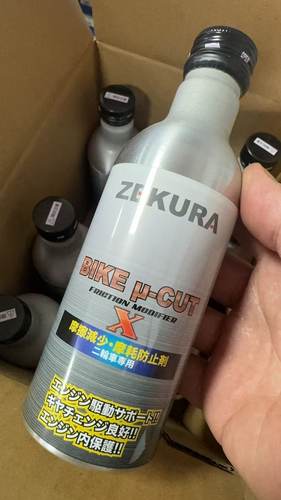 ZEKURA
BIKE μ-CUT
FRICTION MODIFIER
X
摩擦減少・摩耗防止剤
二輪車専用
エンジン駆動サポート!!
ギヤチェンジ良好!!
エンジン内保護!!